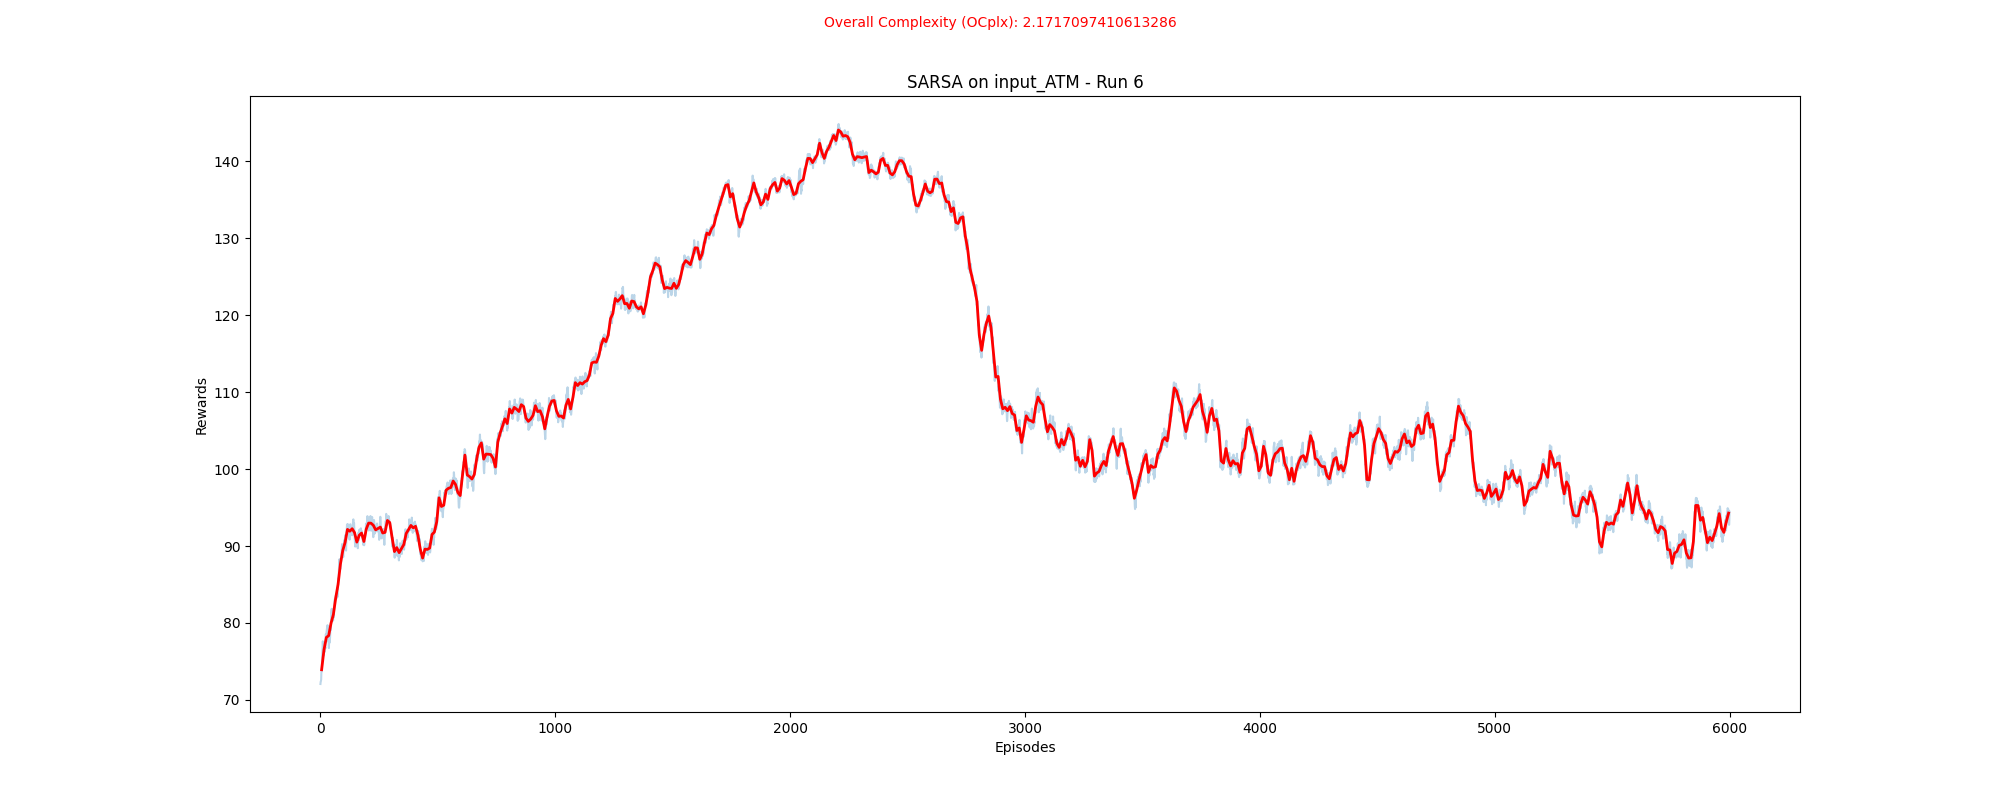 Overall Complexity (OCplx): 2.1717097410613286
SARSA on input_ATM - Run 6
140
130
120
110
100
90
80
70
Rewards
0 1000 2000 3000 4000 5000 6000
Episodes